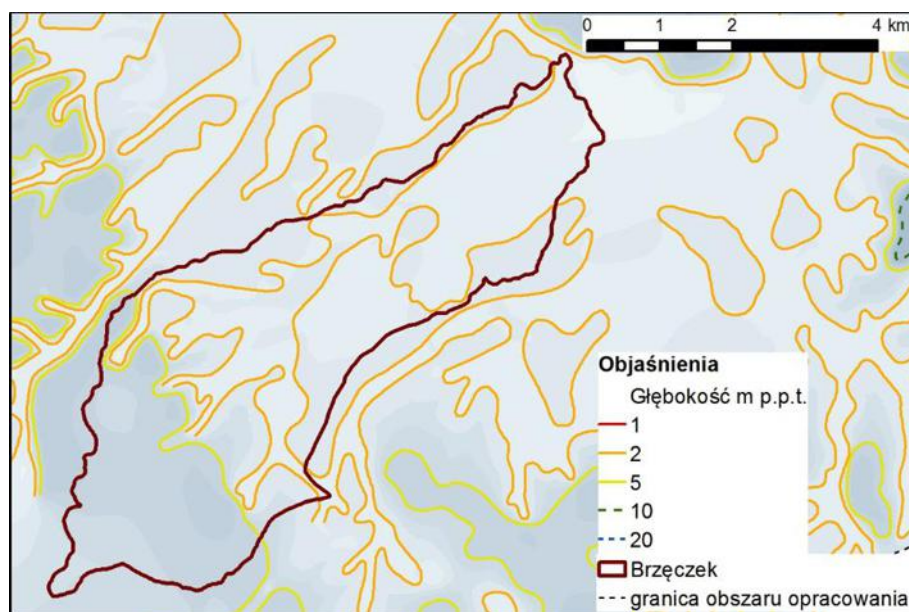 0 1 2 4 km
Objaśnienia
Głębokość m p.p.t.
1
2
5
10
20
Brzęczek
granica obszaru opracowania